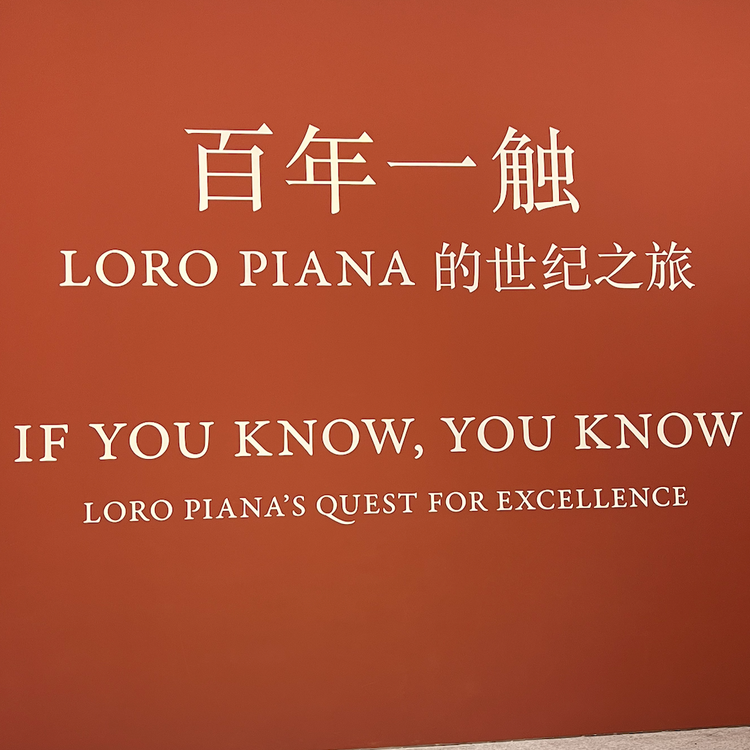 百年一触
LORO PIANA 的世纪之旅
IF YOU KNOW, YOU KNOW
LORO PIANA'S QUEST FOR EXCELLENCE